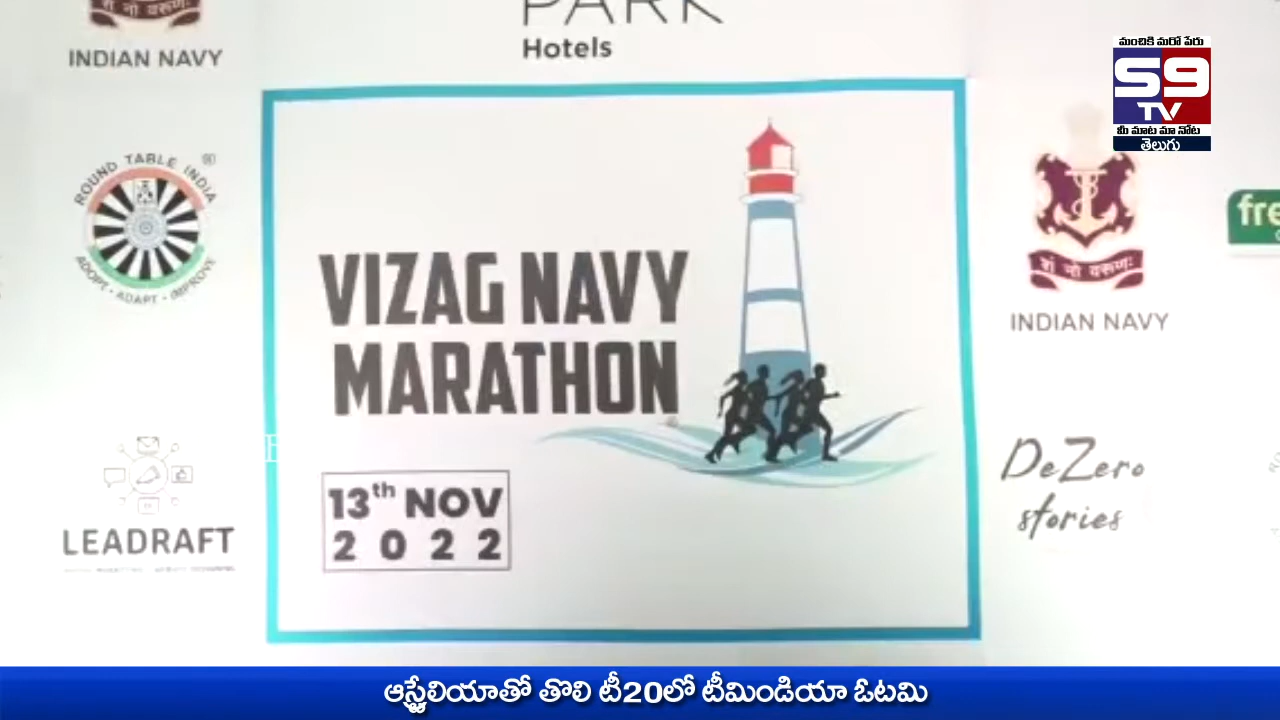 PARK
Hotels
INDIAN NAVY
మంచికి మరో పేరు
S9
TV
మీ మాట మా నోట
తెలుగు
ROUND TABLE INDIA
ADOPT • ADAPT • IMPROVE
VIZAG NAVY
MARATHON
13th NOV
2022
शं नो वरुणः
INDIAN NAVY
LEADRAFT
DeZero
stories
ఆస్ట్రేలియాతో తొలి టీ20లో టీమిండియా ఓటమి